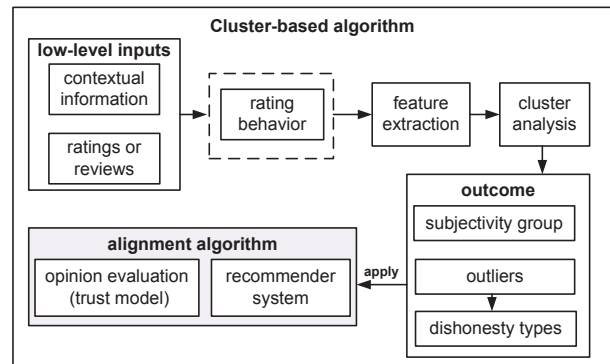 Cluster-based algorithm
low-level inputs
contextual
information
ratings or
reviews
rating
behavior
feature
extraction
cluster
analysis
outcome
subjectivity group
outliers
dishonesty types
apply
alignment algorithm
opinion evaluation
(trust model)
recommender
system